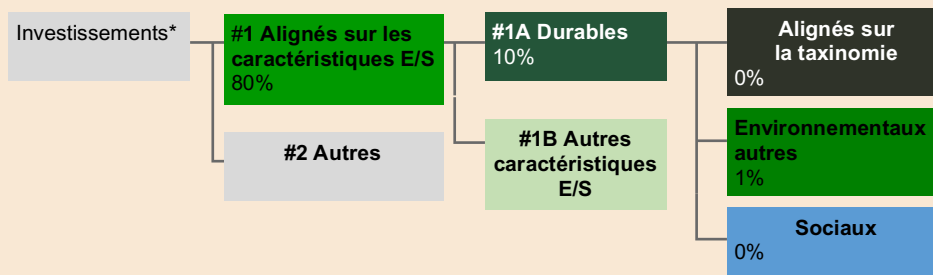 Investissements*
#1 Alignés sur les
caractéristiques E/S
80%
#2 Autres
#1A Durables
10%
#1B Autres
caractéristiques
E/S
Alignés sur
la taxinomie
0%
Environnementaux
autres
1%
Sociaux
0%